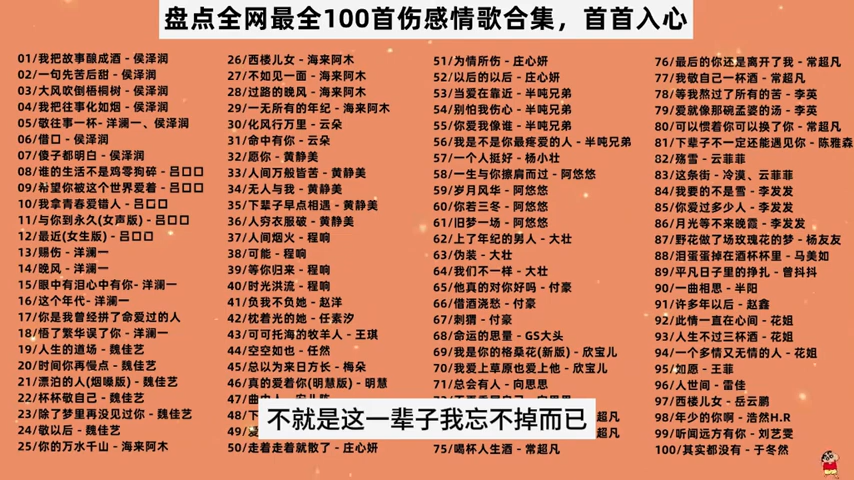 盘点全网最全100首伤感情歌合集，首首入心
01/我把故事酿成酒 - 侯泽润
02/一句先苦后甜 - 侯泽润
03/大风吹倒梧桐树 - 侯泽润
04/我把往事化如烟 - 侯泽润
05/敬往事一杯- 洋澜一、侯泽润
06/借口 - 侯泽润
07/傻子都明白 - 侯泽润
08/谁的生活不是鸡零狗碎 - 吕口口
09/希望你被这个世界爱着 - 吕口口
10/我拿青春爱错人 - 吕口口
11/与你到永久(女声版) - 吕口口
12/最近(女生版) - 吕口口
13/赐伤 - 洋澜一
14/晚风 - 洋澜一
15/眼中有泪心中有你- 洋澜一
16/这个年代- 洋澜一
17/你是我曾经拼了命爱过的人
18/悟了繁华误了你 - 洋澜一
19/人生的道场 - 魏佳艺
20/时间你再慢点 - 魏佳艺
21/漂泊的人(烟嗓版) - 魏佳艺
22/杯杯敬自己 - 魏佳艺
23/除了梦里再没见过你 - 魏佳艺
24/敬以后 - 魏佳艺
25/你的万水千山 - 海来阿木
26/西楼儿女 - 海来阿木
27/不如见一面 - 海来阿木
28/过路的晚风 - 海来阿木
29/一无所有的年纪 - 海来阿木
30/化风行万里 - 云朵
31/命中有你 - 云朵
32/愿你 - 黄静美
33/人间万般皆苦 - 黄静美
34/无人与我 - 黄静美
35/下辈子早点相遇 - 黄静美
36/人穷衣服破 - 黄静美
37/人间烟火 - 程响
38/可能 - 程响
39/等你归来 - 程响
40/时光洪流 - 程响
41/负我不负她 - 赵洋
42/枕着光的她 - 任素汐
43/可可托海的牧羊人 - 王琪
44/空空如也 - 任然
45/总以为来日方长 - 梅朵
46/真的爱着你(明慧版) - 明慧
47/曲中人
48/下
49/爱
50/走着走着就散了 - 庄心妍
51/为情所伤 - 庄心妍
52/以后的以后 - 庄心妍
53/当爱在靠近 - 半吨兄弟
54/别怕我伤心 - 半吨兄弟
55/你爱我像谁 - 半吨兄弟
56/我是不是你最疼爱的人 - 半吨兄弟
57/一个人挺好 - 杨小壮
58/一生与你擦肩而过 - 阿悠悠
59/岁月风华 - 阿悠悠
60/你若三冬 - 阿悠悠
61/旧梦一场 - 阿悠悠
62/上了年纪的男人 - 大壮
63/伪装 - 大壮
64/我们不一样 - 大壮
65/他真的对你好吗 - 付豪
66/借酒浇愁 - 付豪
67/刺猬 - 付豪
68/命运的思量 - GS大头
69/我是你的格桑花(新版) - 欣宝儿
70/我爱上草原也爱上他 - 欣宝儿
71/总会有人 - 向思思
超凡
75/喝杯人生酒 - 常超凡
76/最后的你还是离开了我 - 常超凡
77/我敬自己一杯酒 - 常超凡
78/等我熬过了所有的苦 - 李英
79/爱就像那碗孟婆的汤 - 李英
80/可以惯着你可以换了你 - 常超凡
81/下辈子不一定还能遇见你 - 陈雅森
82/殇雪 - 云菲菲
83/这条街 - 冷漠、云菲菲
84/我要的不是雪 - 李发发
85/你爱过多少人 - 李发发
86/月光等不来晚霞 - 李发发
87/野花做了场玫瑰花的梦 - 杨友友
88/泪蛋蛋掉在酒杯杯里 - 马美如
89/平凡日子里的挣扎 - 曾抖抖
90/一曲相思 - 半阳
91/许多年以后 - 赵鑫
92/此情一直在心间 - 花姐
93/人生不过三杯酒 - 花姐
94/一个多情又无情的人 - 花姐
95/如愿 - 王菲
96/人世间 - 雷佳
97/西楼儿女 - 岳云鹏
98/年少的你啊 - 浩然H.R
99/听闻远方有你 - 刘艺雯
100/其实都没有 - 于冬然
不就是这一辈子我忘不掉而已